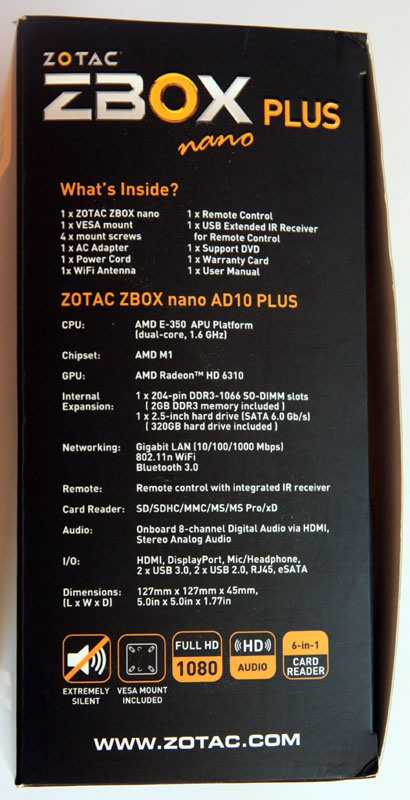 ZOTAC
ZBOX PLUS
nano
What's Inside?
1 x ZOTAC ZBOX nano
1 x VESA mount
4 x mount screws
1 x AC Adapter
1 x Power Cord
1x WiFi Antenna
1 x Remote Control
1 x USB Extended IR Receiver
for Remote Control
1 x Support DVD
1 x Warranty Card
1 x User Manual
ZOTAC ZBOX nano AD10 PLUS
CPU: AMD E-350 APU Platform
(dual-core, 1.6 GHz)
Chipset: AMD M1
GPU: AMD Radeon™ HD 6310
Internal Expansion: 1 x 204-pin DDR3-1066 SO-DIMM slots
( 2GB DDR3 memory included )
1 x 2.5-inch hard drive (SATA 6.0 Gb/s)
( 320GB hard drive included )
Networking: Gigabit LAN (10/100/1000 Mbps)
802.11n WiFi
Bluetooth 3.0
Remote: Remote control with integrated IR receiver
Card Reader: SD/SDHC/MMC/MS/MS Pro/xD
Audio: Onboard 8-channel Digital Audio via HDMI,
Stereo Analog Audio
I/O: HDMI, DisplayPort, Mic/Headphone,
2 x USB 3.0, 2 x USB 2.0, RJ45, eSATA
Dimensions: 127mm x 127mm x 45mm,
(L x W x D) 5.0in x 5.0in x 1.77in
EXTREMELY
SILENT
VESA MOUNT
INCLUDED
FULL HD
1080
HD
AUDIO
6-in-1
CARD
READER
WWW.ZOTAC.COM